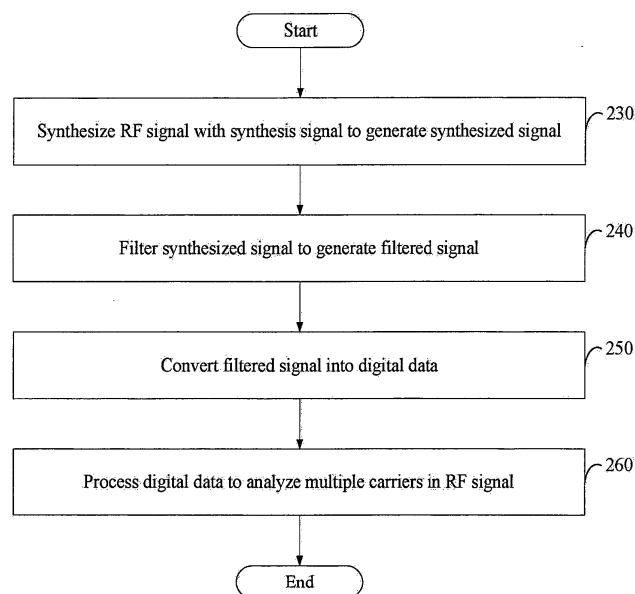 Start
Synthesize RF signal with synthesis signal to generate synthesized signal
230
Filter synthesized signal to generate filtered signal
240
Convert filtered signal into digital data
250
Process digital data to analyze multiple carriers in RF signal
260
End